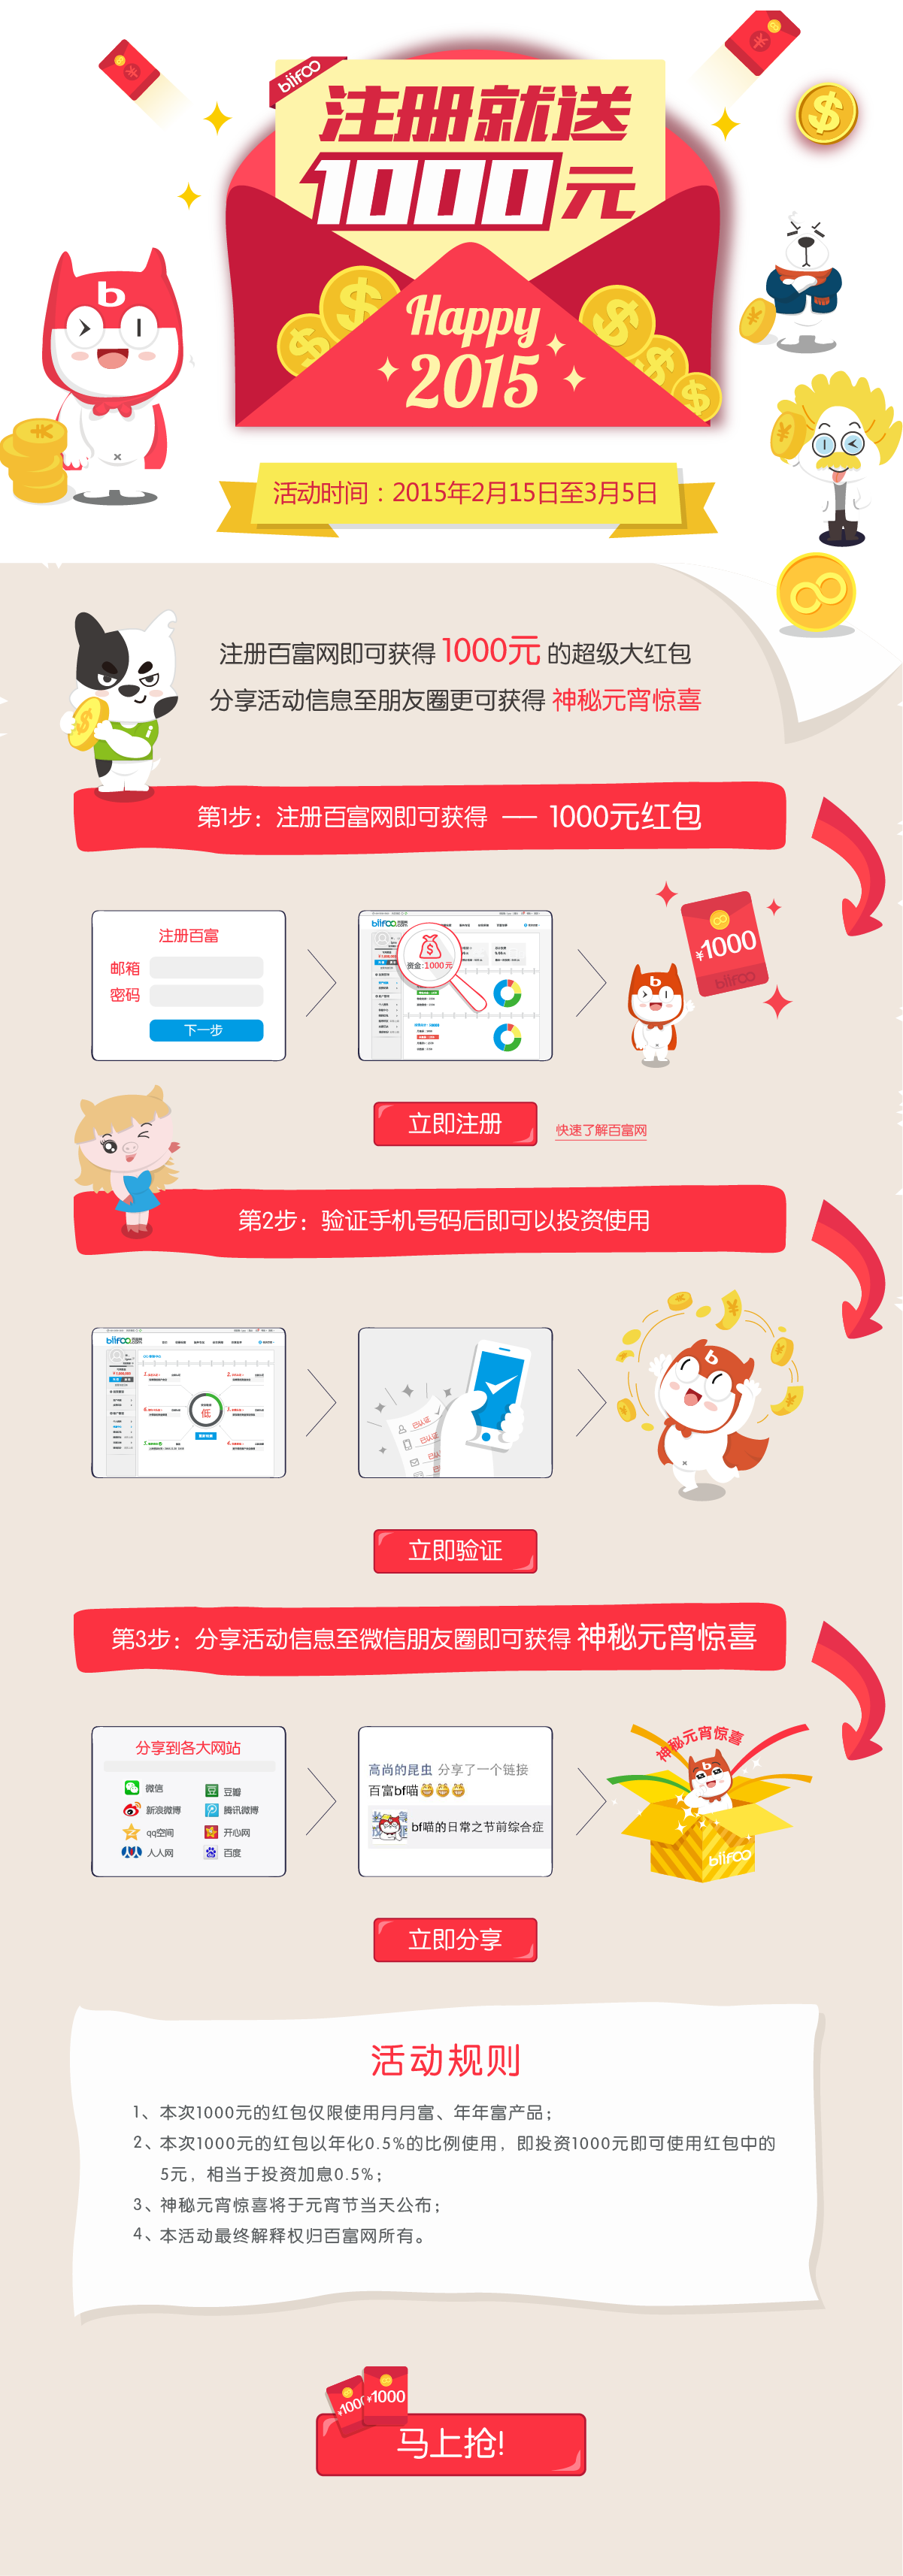 blifoo
注册就送
1000元
Happy
2015
活动时间：2015年2月15日至3月5日
注册百富网即可获得 1000元 的超级大红包
分享活动信息至朋友圈更可获得 神秘元宵惊喜
第1步：注册百富网即可获得 — 1000元红包
注册百富
邮箱
密码
下一步
blifoo
资金:1000元
¥1000
blifoo
立即注册
快速了解百富网
第2步：验证手机号码后即可以投资使用
blifoo
低
已认证
已认证
立即验证
第3步：分享活动信息至微信朋友圈即可获得 神秘元宵惊喜
分享到各大网站
微信
豆瓣
新浪微博
腾讯微博
qq空间
开心网
人人网
百度
高尚的昆虫 分享了一个链接
百富bf喵😁😁😁
bf喵的日常之节前综合症
神秘元宵惊喜
blifoo
立即分享
活动规则
1、本次1000元的红包仅限使用月月富、年年富产品；
2、本次1000元的红包以年化0.5%的比例使用，即投资1000元即可使用红包中的
5元，相当于投资加息0.5%；
3、神秘元宵惊喜将于元宵节当天公布；
4、本活动最终解释权归百富网所有。
¥1000
¥1000
马上抢!